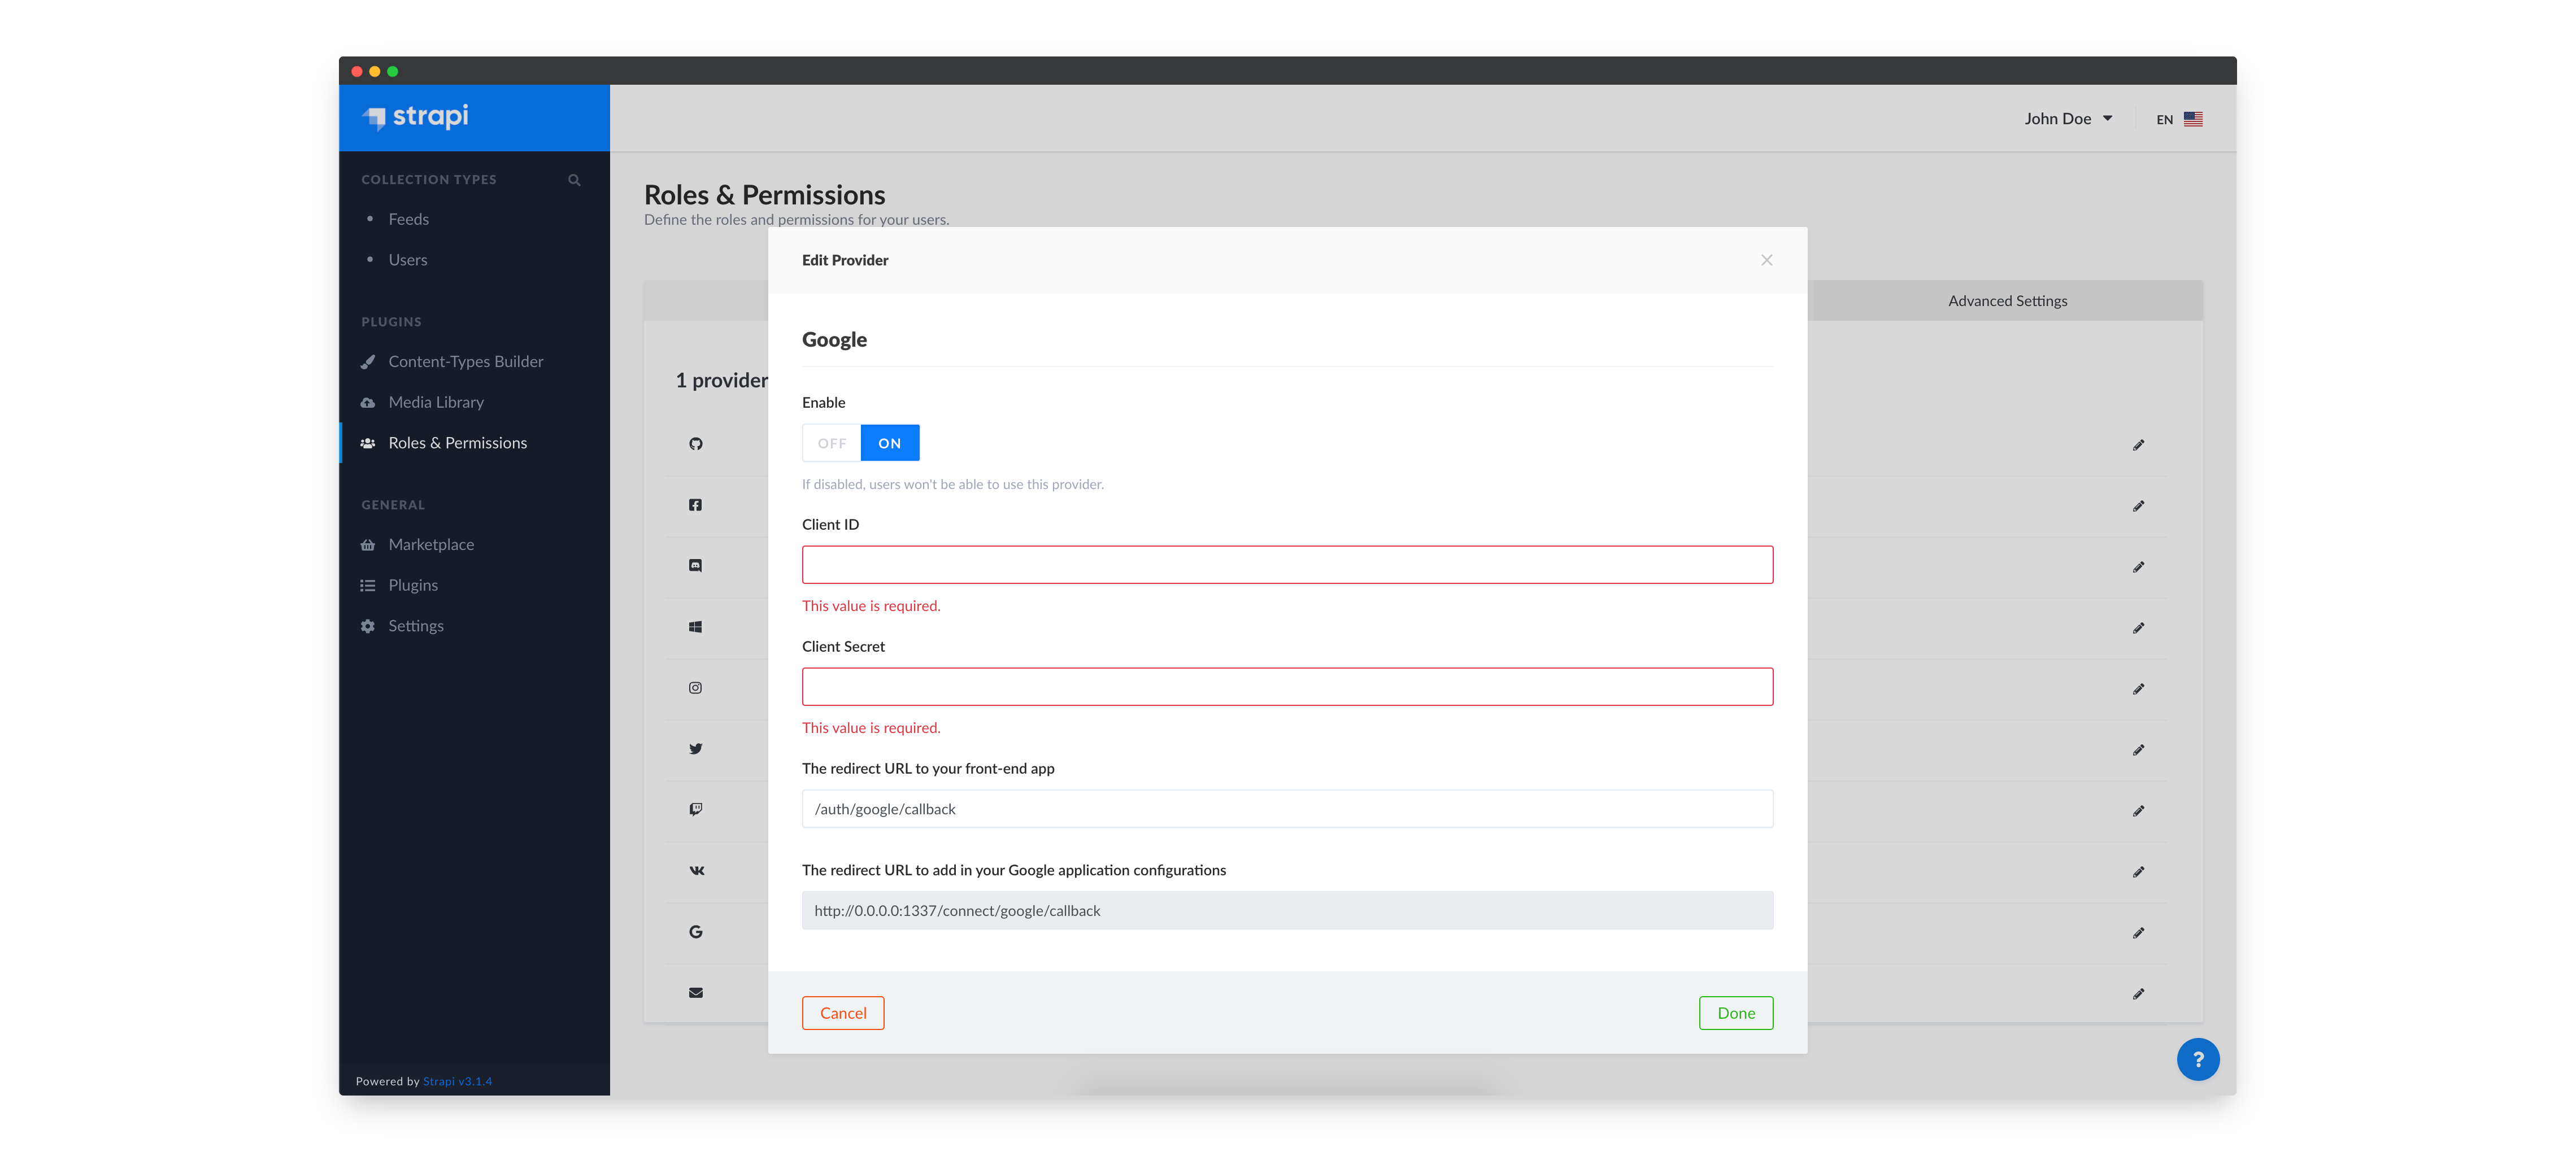 strapi
John Doe
EN
COLLECTION TYPES
Feeds
Users
PLUGINS
Content-Types Builder
Media Library
Roles & Permissions
GENERAL
Marketplace
Plugins
Settings
Powered by Strapi v3.1.4
Roles & Permissions
Define the roles and permissions for your users.
Advanced Settings
1 provider
Edit Provider
Google
Enable
OFF ON
If disabled, users won't be able to use this provider.
Client ID
This value is required.
Client Secret
This value is required.
The redirect URL to your front-end app
/auth/google/callback
The redirect URL to add in your Google application configurations
http://0.0.0.0:1337/connect/google/callback
Cancel
Done
?